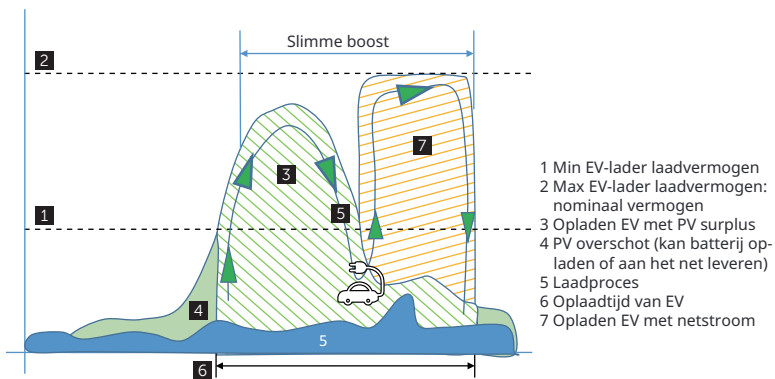 Slimme boost
2
7
3
1
5
4
5
6
1 Min EV-lader laadvermogen
2 Max EV-lader laadvermogen:
nominaal vermogen
3 Opladen EV met PV surplus
4 PV overschot (kan batterij op-
laden of aan het net leveren)
5 Laadproces
6 Oplaadtijd van EV
7 Opladen EV met netstroom